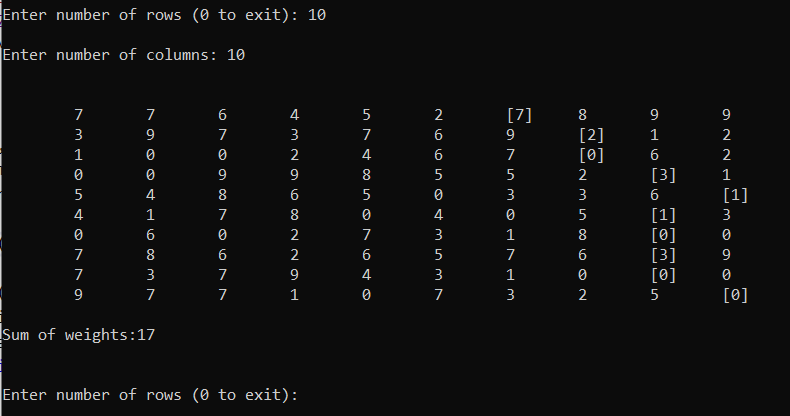 Enter number of rows (0 to exit): 10
Enter number of columns: 10
7 7 6 4 5 2 [7] 8 9 9
3 9 7 3 7 6 9 [2] 1 2
1 0 0 2 4 6 7 [0] 6 2
0 0 9 9 8 5 5 2 [3] 1
5 4 8 6 5 0 3 3 6 [1]
4 1 7 8 0 4 0 5 [1] 3
0 6 0 2 7 3 1 8 [0] 0
7 8 6 2 6 5 7 6 [3] 9
7 3 7 9 4 3 1 0 [0] 0
9 7 7 1 0 7 3 2 5 [0]
Sum of weights:17
Enter number of rows (0 to exit):